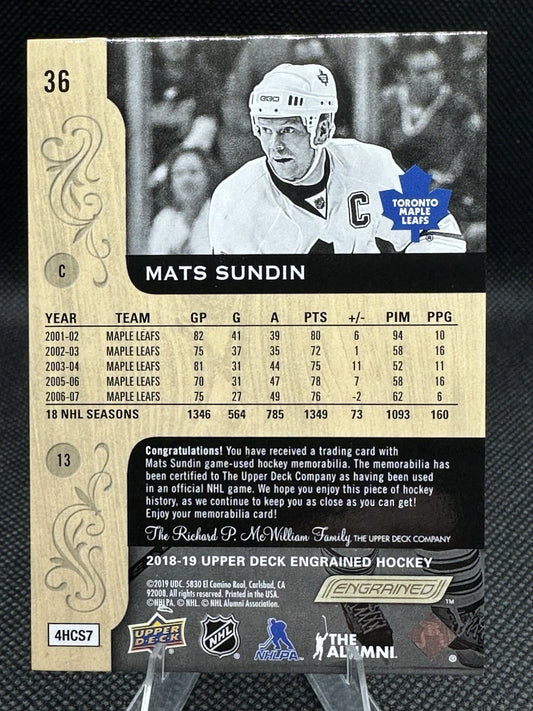 36
CCM
C
TORONTO
MAPLE
LEAFS
C
MATS SUNDIN
YEAR TEAM GP G A PTS +/- PIM PPG
2001-02 MAPLE LEAFS 82 41 39 80 6 94 10
2002-03 MAPLE LEAFS 75 37 35 72 1 58 16
2003-04 MAPLE LEAFS 81 31 44 75 11 52 11
2005-06 MAPLE LEAFS 70 31 47 78 7 58 16
2006-07 MAPLE LEAFS 75 27 49 76 -2 62 6
18 NHL SEASONS 1346 564 785 1349 73 1093 160
13
Congratulations! You have received a trading card with
Mats Sundin game-used hockey memorabilia. The memorabilia has
been certified to The Upper Deck Company as having been used
in an official NHL game. We hope you enjoy this piece of hockey
history, as we continue to keep you as close as you can get!
Enjoy your memorabilia card!
The Richard P. McWilliam Family, THE UPPER DECK COMPANY
2018-19 UPPER DECK ENGRAINED HOCKEY
©2019 UDC. 5830 El Camino Real, Carlsbad, CA
92008. All rights reserved. Printed in the USA.
©NHLPA. © NHL. © NHL Alumni Association.
ENGRAINED™
4HCS7
UPPER
DECK
NHL
NHLPA
THE
ALUMNI